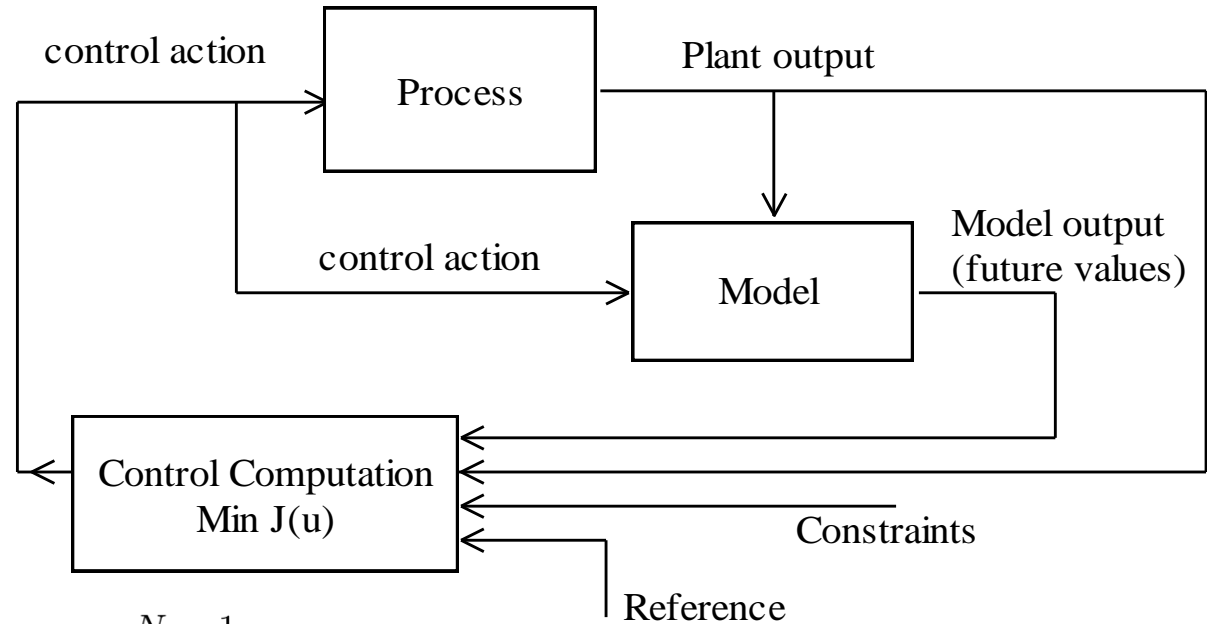 control action
Process
Plant output
control action
Model
Model output
(future values)
Control Computation
Min J(u)
Constraints
Reference